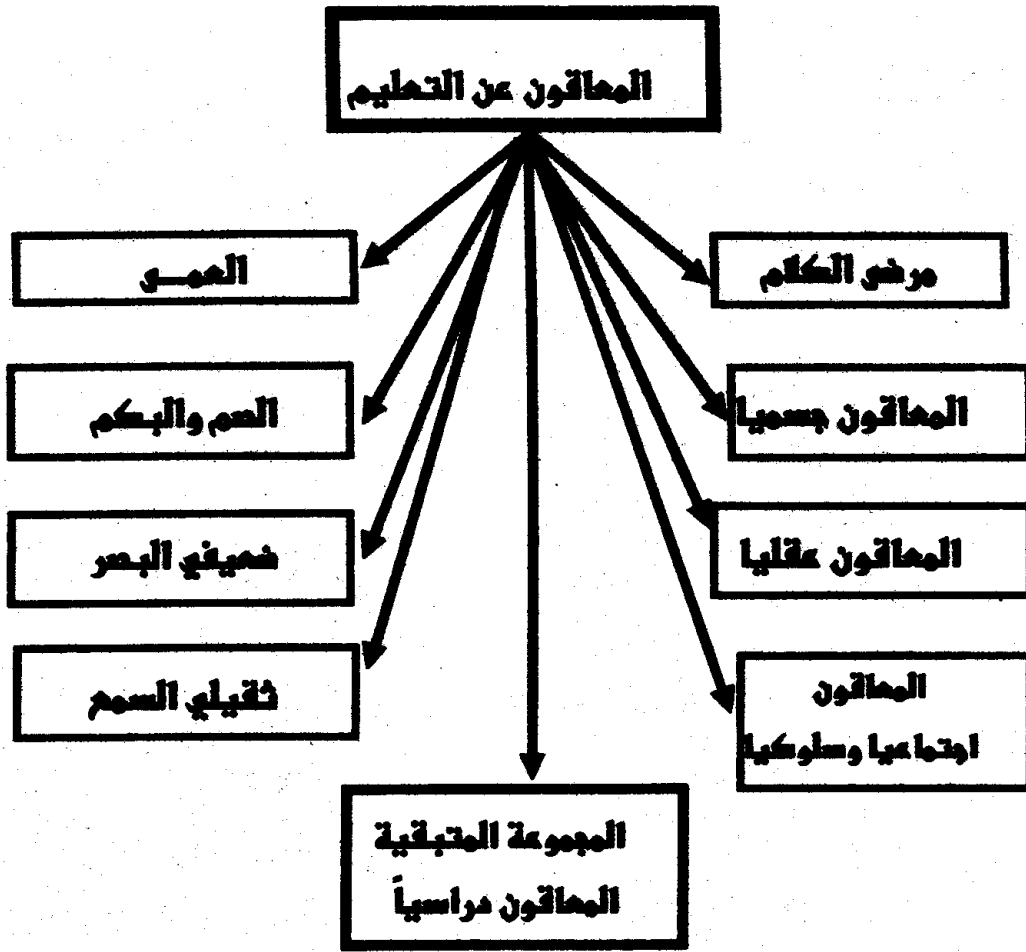 المعاقون عن التعليم
مرضى الكلام
العمــى
المعاقون جسميا
الصم والبكم
المعاقون عقليا
ضعيفي البصر
المعاقون
اجتماعيا وسلوكيا
ثقيلي السمع
المجموعة المتبقية
المعاقون دراسياً